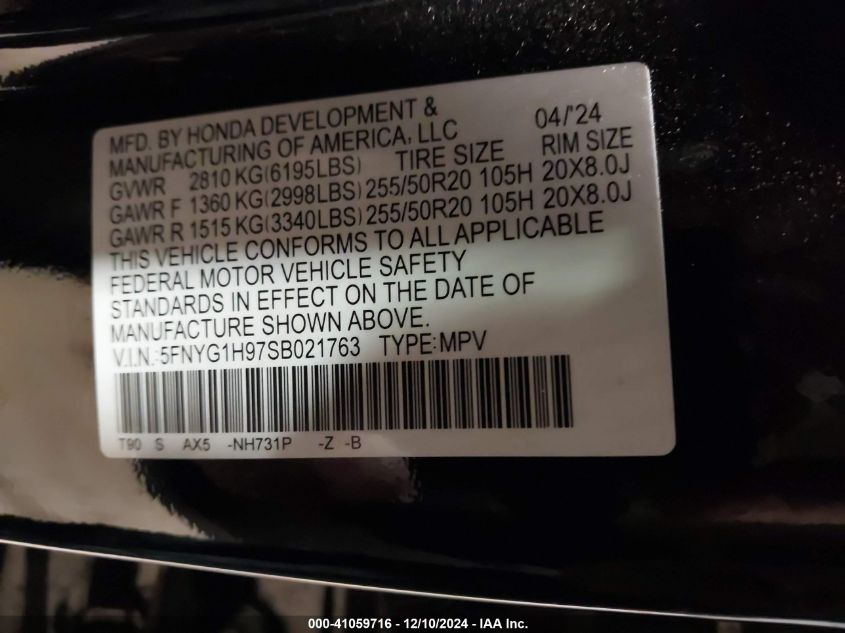 MFD. BY HONDA DEVELOPMENT & 04/'24
MANUFACTURING OF AMERICA, LLC
GVWR 2810 KG(6195LBS) TIRE SIZE RIM SIZE
GAWR F 1360 KG(2998LBS) 255/50R20 105H 20X8.0J
GAWR R 1515 KG(3340LBS) 255/50R20 105H 20X8.0J
THIS VEHICLE CONFORMS TO ALL APPLICABLE
FEDERAL MOTOR VEHICLE SAFETY
STANDARDS IN EFFECT ON THE DATE OF
MANUFACTURE SHOWN ABOVE.
V.I.N.:5FNYG1H97SB021763 TYPE:MPV
T90 S AX5 -NH731P -Z -B
000-41059716 - 12/10/2024 - IAA Inc.